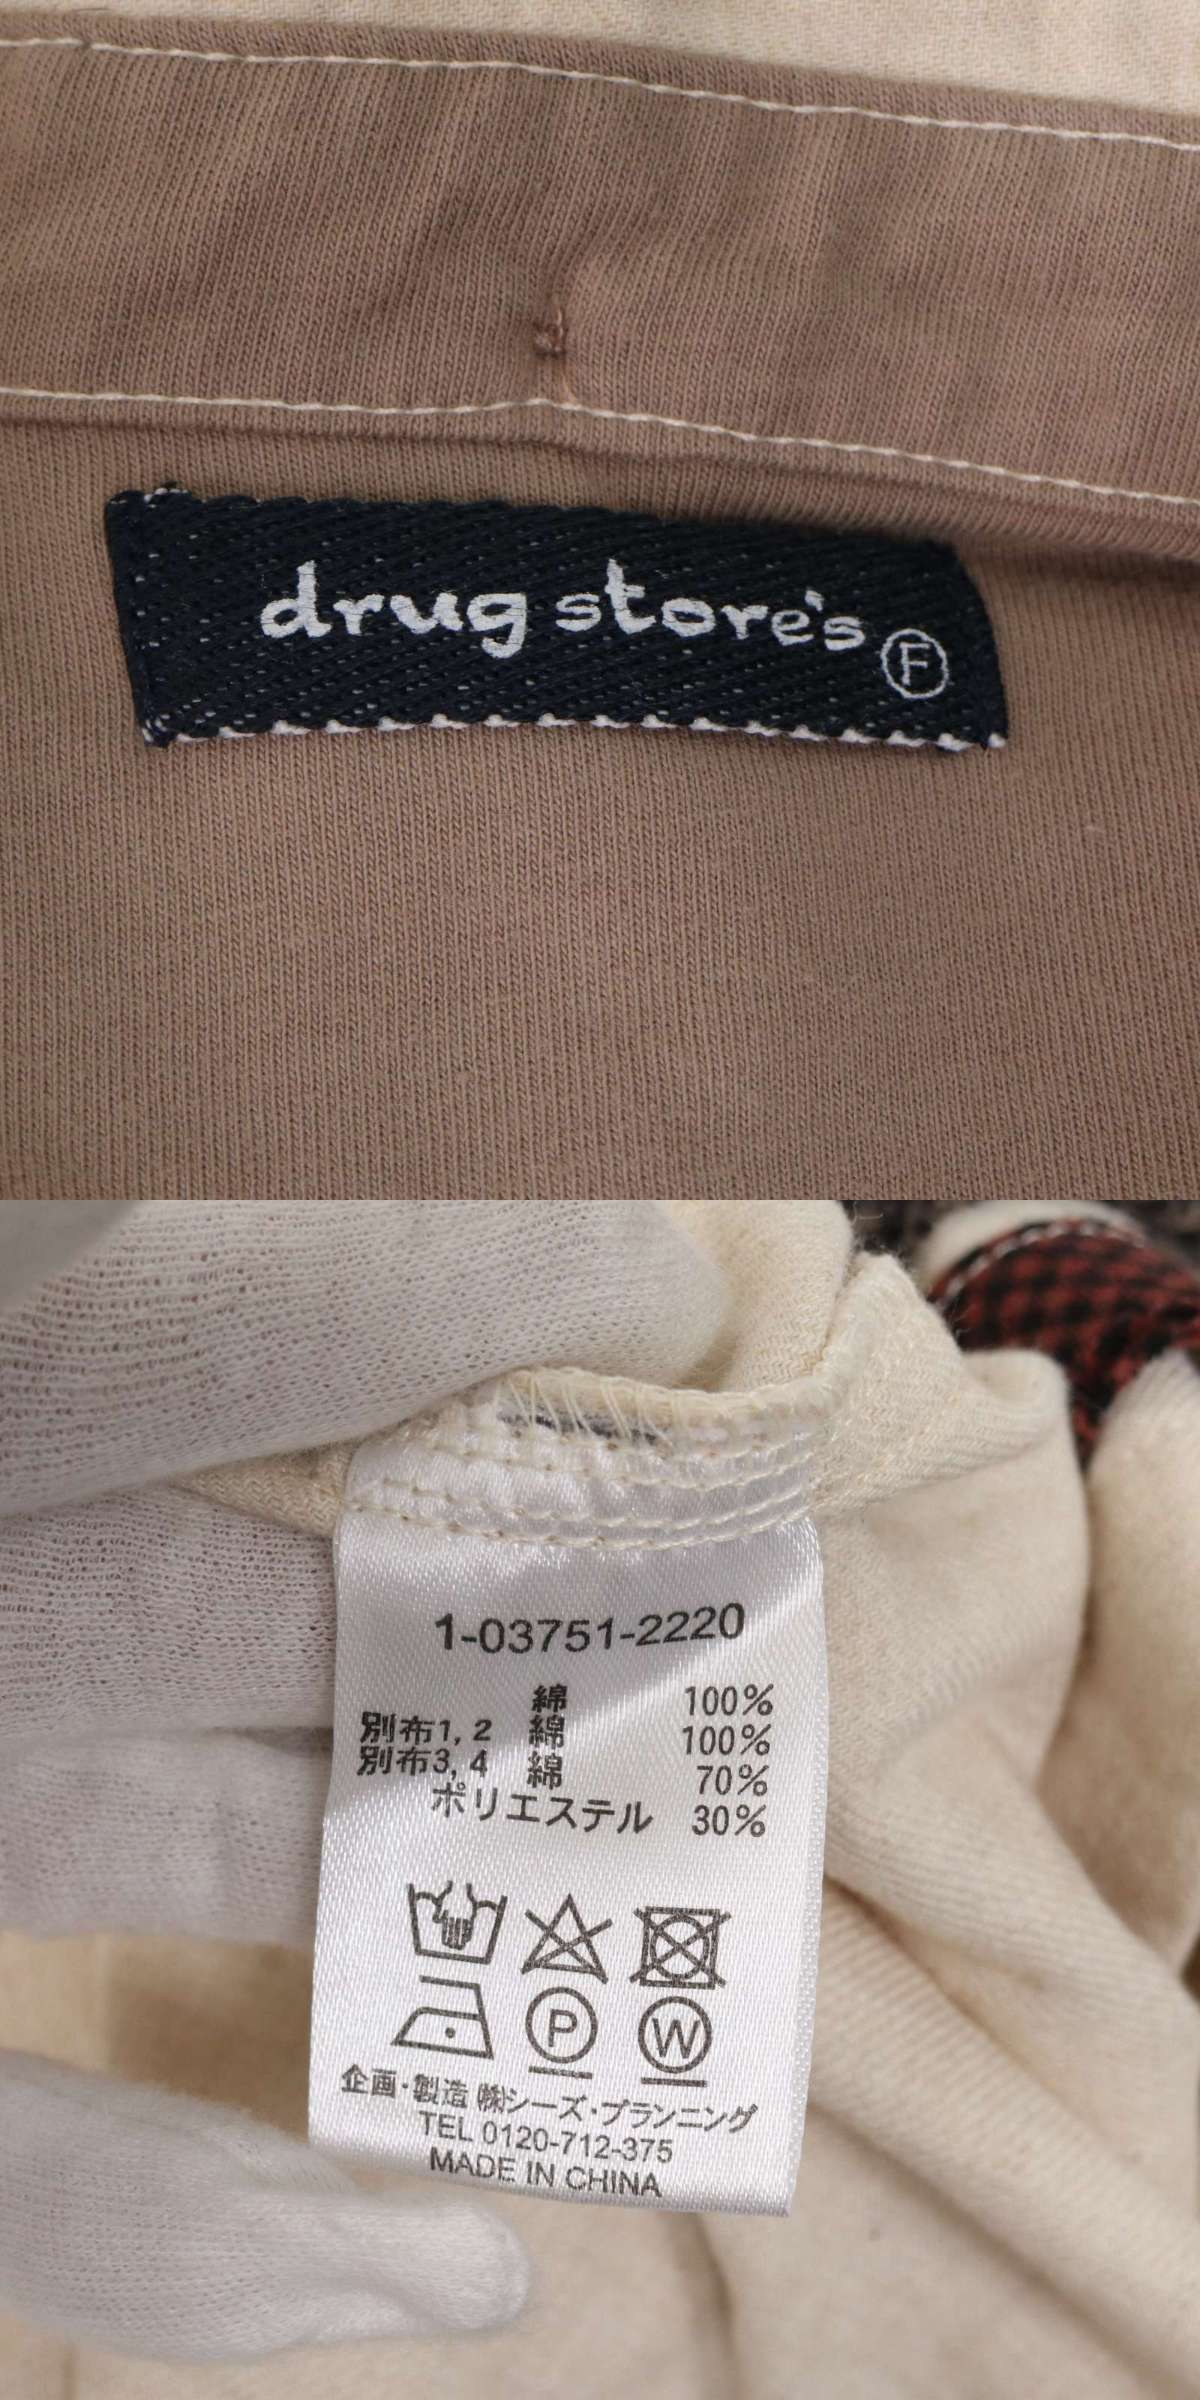 drug store's
F
1-03751-2220
綿 100%
別布1, 2 綿 100%
別布3, 4 綿 70%
ポリエステル 30%
P W
企画・製造 ㈱シーズ・プランニング
TEL 0120-712-375
MADE IN CHINA